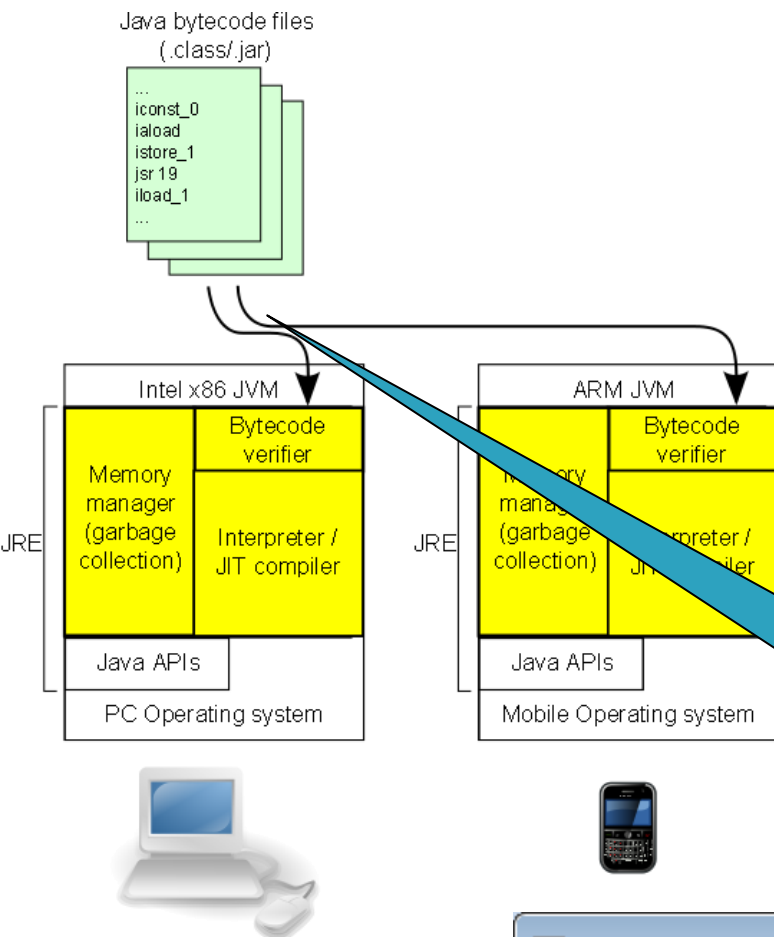 Java bytecode files
(.class/.jar)
...
iconst_0
iaload
istore_1
jsr 19
iload_1
...
Intel x86 JVM
Bytecode
verifier
Memory
manager
(garbage
collection)
Interpreter /
JIT compiler
JRE
Java APIs
PC Operating system
ARM JVM
Bytecode
verifier
(garbage
collection)
JRE
Java APIs
Mobile Operating system